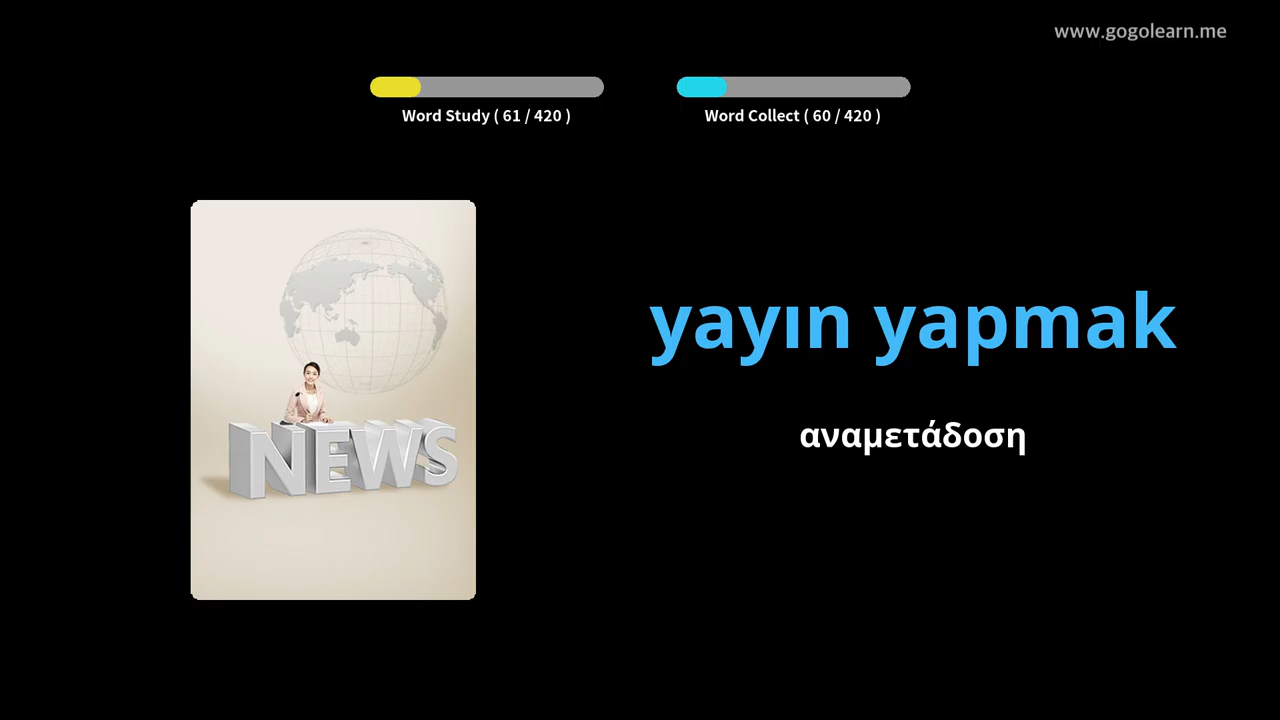 www.gogolearn.me
Word Study ( 61 / 420 )
Word Collect ( 60 / 420 )
NEWS
yayın yapmak
αναμετάδοση